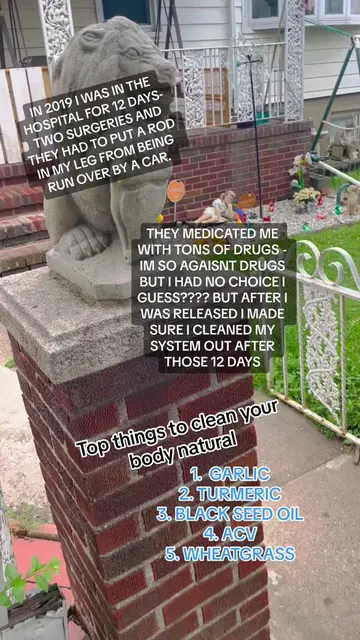 IN 2019 I WAS IN THE
HOSPITAL FOR 12 DAYS-
TWO SURGERIES AND
THEY HAD TO PUT A ROD
IN MY LEG FROM BEING
RUN OVER BY A CAR.
THEY MEDICATED ME
WITH TONS OF DRUGS -
IM SO AGAISNT DRUGS
BUT I HAD NO CHOICE I
GUESS???? BUT AFTER I
WAS RELEASED I MADE
SURE I CLEANED MY
SYSTEM OUT AFTER
THOSE 12 DAYS
Top things to clean your
body natural
1. GARLIC
2. TURMERIC
3. BLACK SEED OIL
4. ACV
5. WHEATGRASS